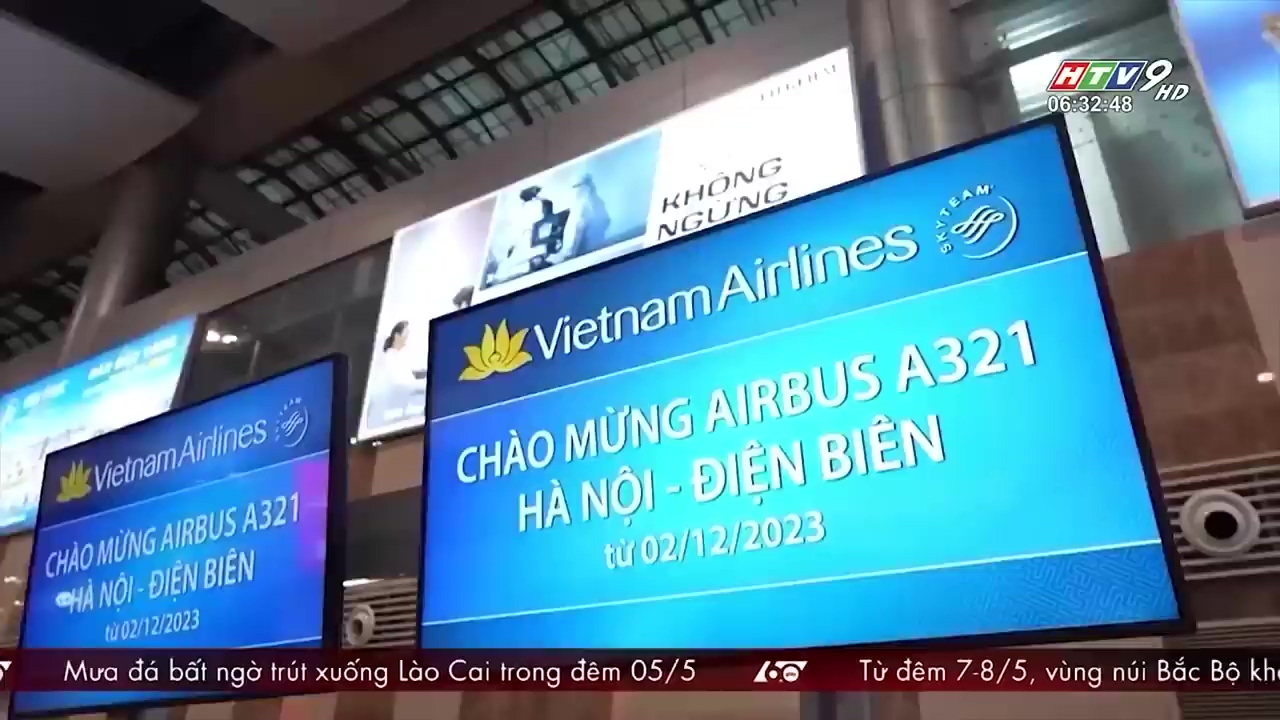 HTV9 HD
06:32:48
KHÔNG
NGỪNG
Vietnam Airlines
SKYTEAM
CHÀO MỪNG AIRBUS A321
HÀ NỘI - ĐIỆN BIÊN
từ 02/12/2023
Vietnam Airlines
SKYTEAM
CHÀO MỪNG AIRBUS A321
HÀ NỘI - ĐIỆN BIÊN
từ 02/12/2023
Mưa đá bất ngờ trút xuống Lào Cai trong đêm 05/5
Từ đêm 7-8/5, vùng núi Bắc Bộ